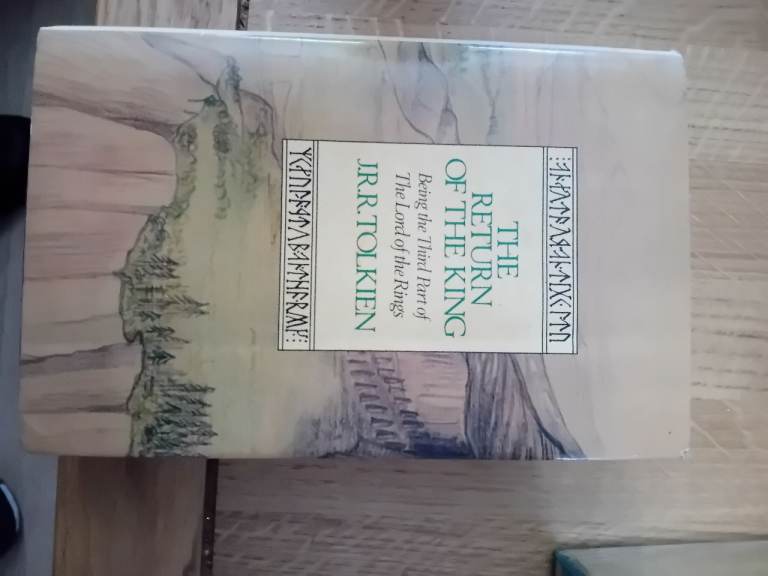 THE
RETURN
OF THE KING
Being the Third Part of
The Lord of the Rings
J.R.R. TOLKIEN